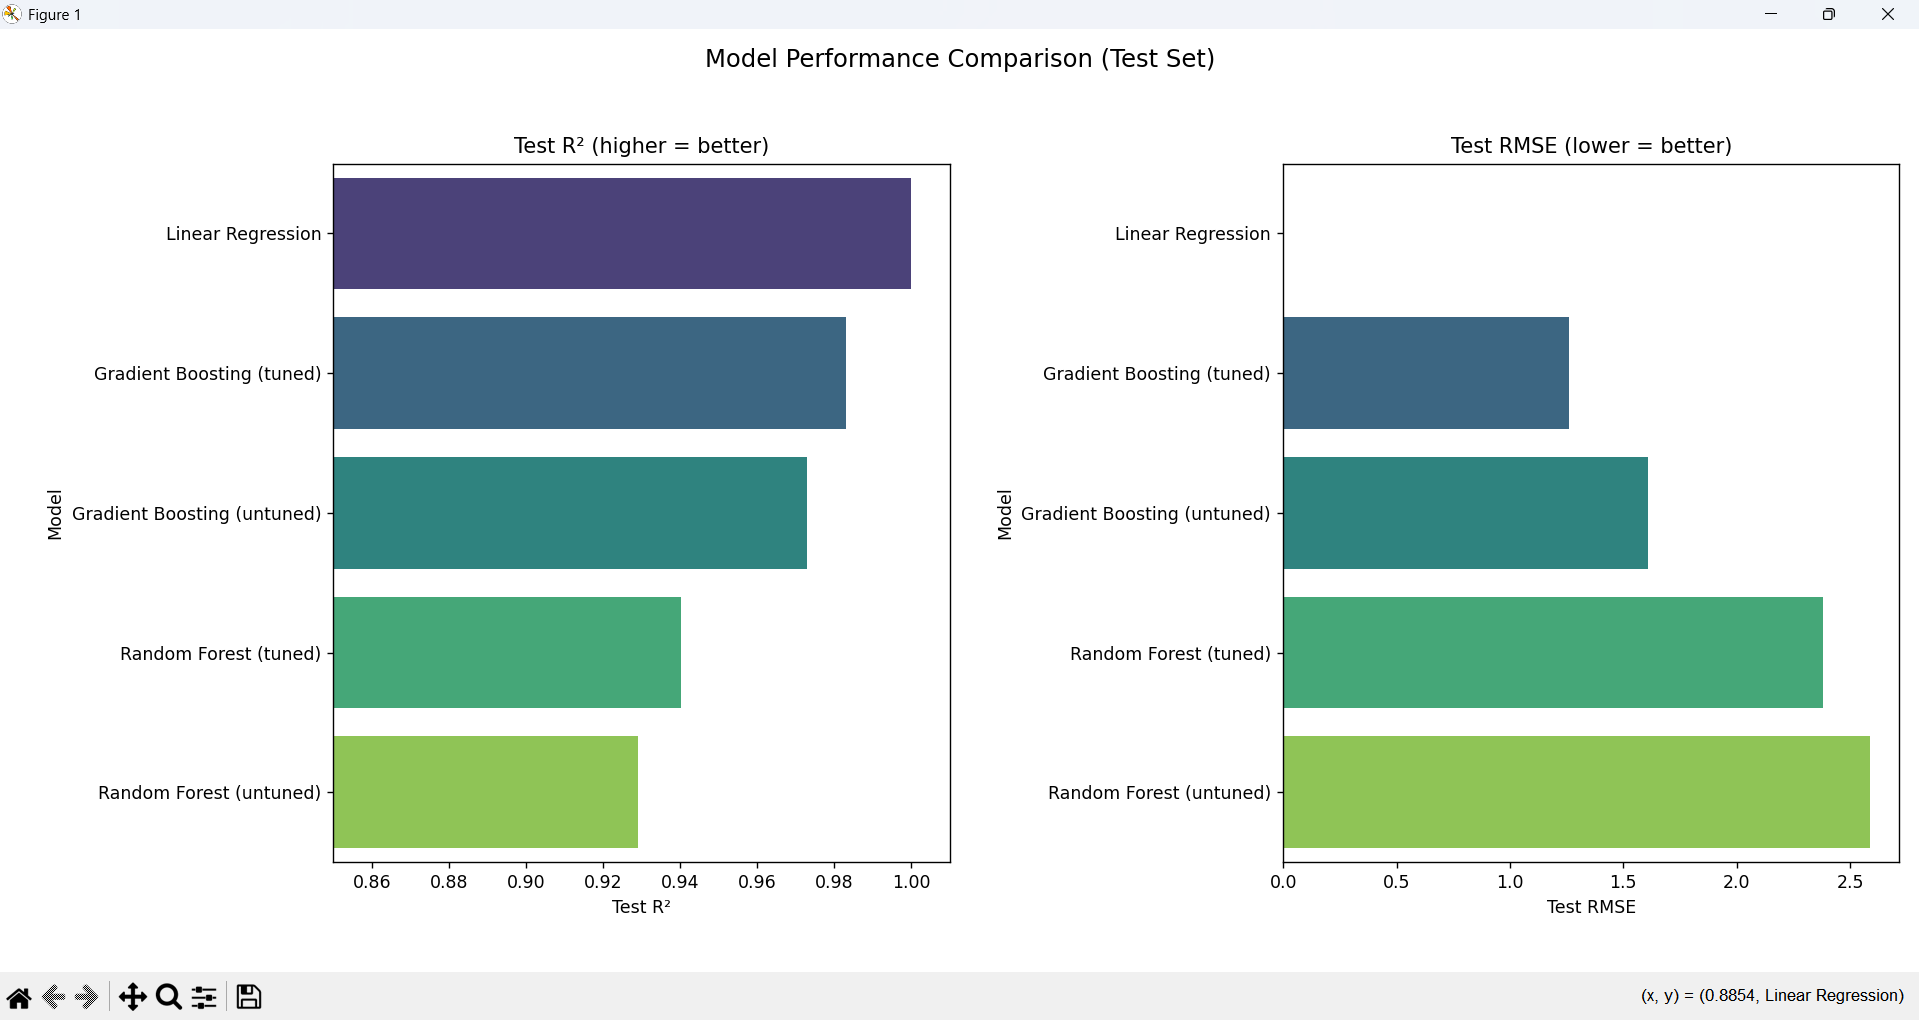 Figure 1
Model Performance Comparison (Test Set)
Test R² (higher = better)
Model
Linear Regression
Gradient Boosting (tuned)
Gradient Boosting (untuned)
Random Forest (tuned)
Random Forest (untuned)
0.86 0.88 0.90 0.92 0.94 0.96 0.98 1.00
Test R²
Test RMSE (lower = better)
Model
Linear Regression
Gradient Boosting (tuned)
Gradient Boosting (untuned)
Random Forest (tuned)
Random Forest (untuned)
0.0 0.5 1.0 1.5 2.0 2.5
Test RMSE
(x, y) = (0.8854, Linear Regression)